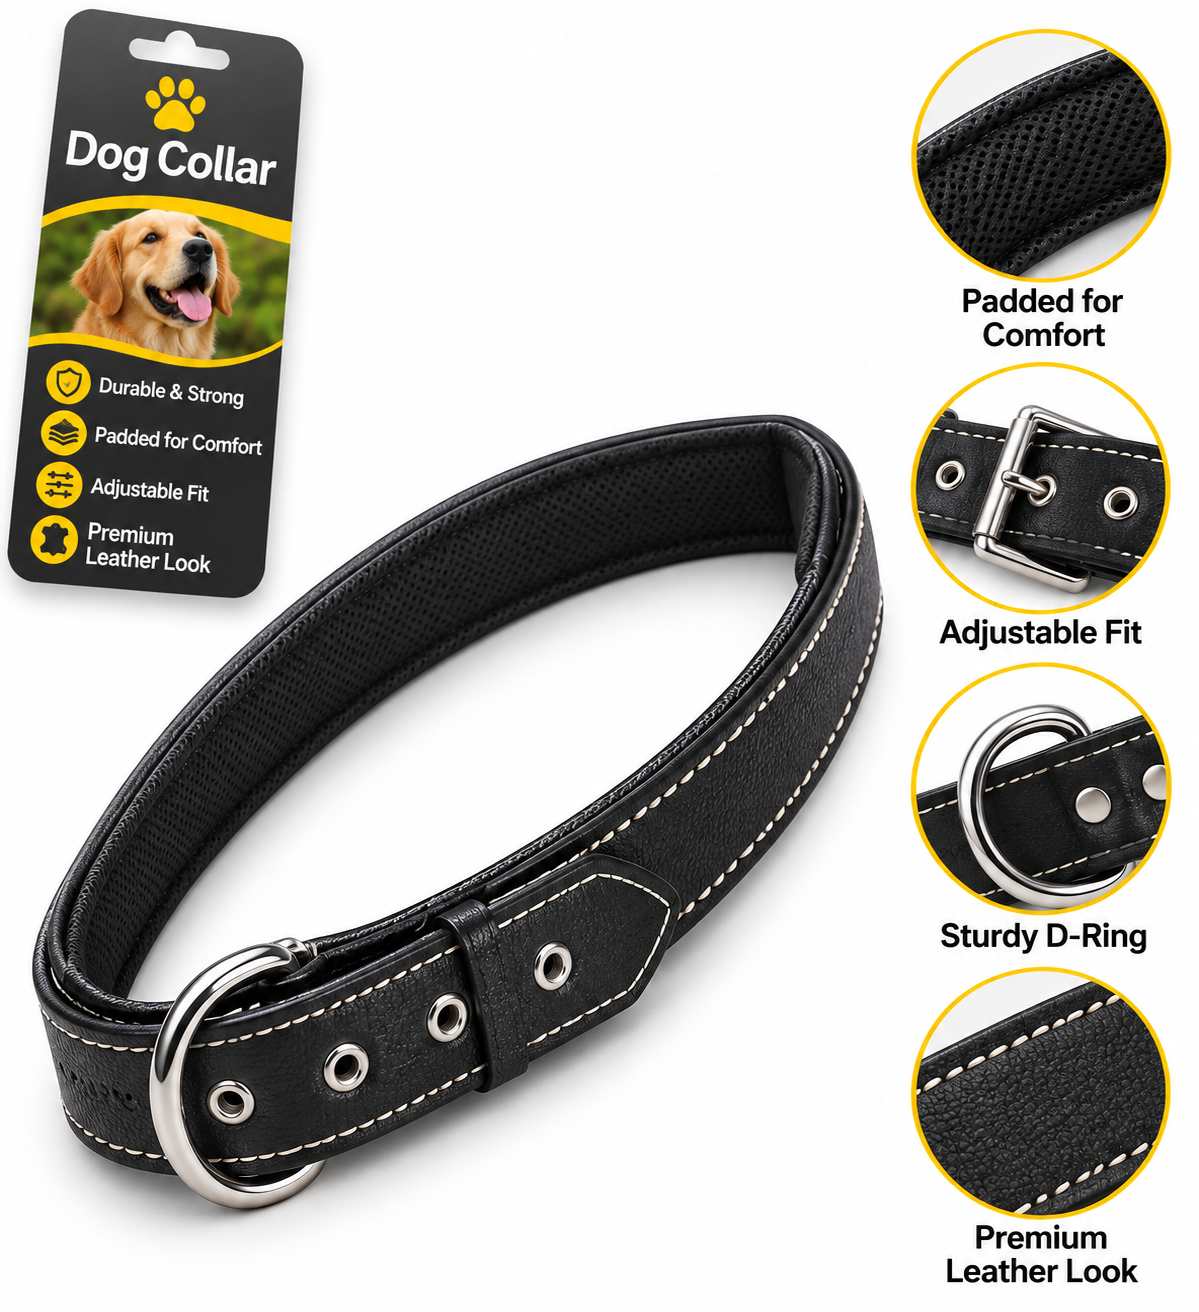 Dog Collar
Durable & Strong
Padded for Comfort
Adjustable Fit
Premium
Leather Look
Padded for
Comfort
Adjustable Fit
Sturdy D-Ring
Premium
Leather Look